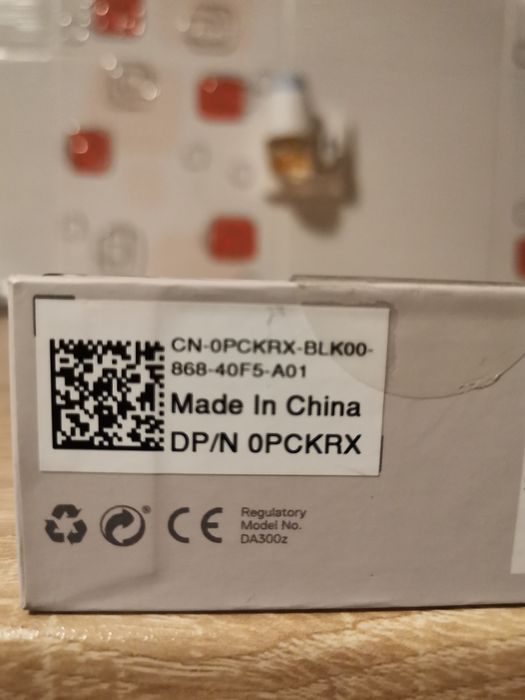 CN-0PCKRX-BLK00-
868-40F5-A01
Made In China
DP/N 0PCKRX
CE
Regulatory
Model No.
DA300z